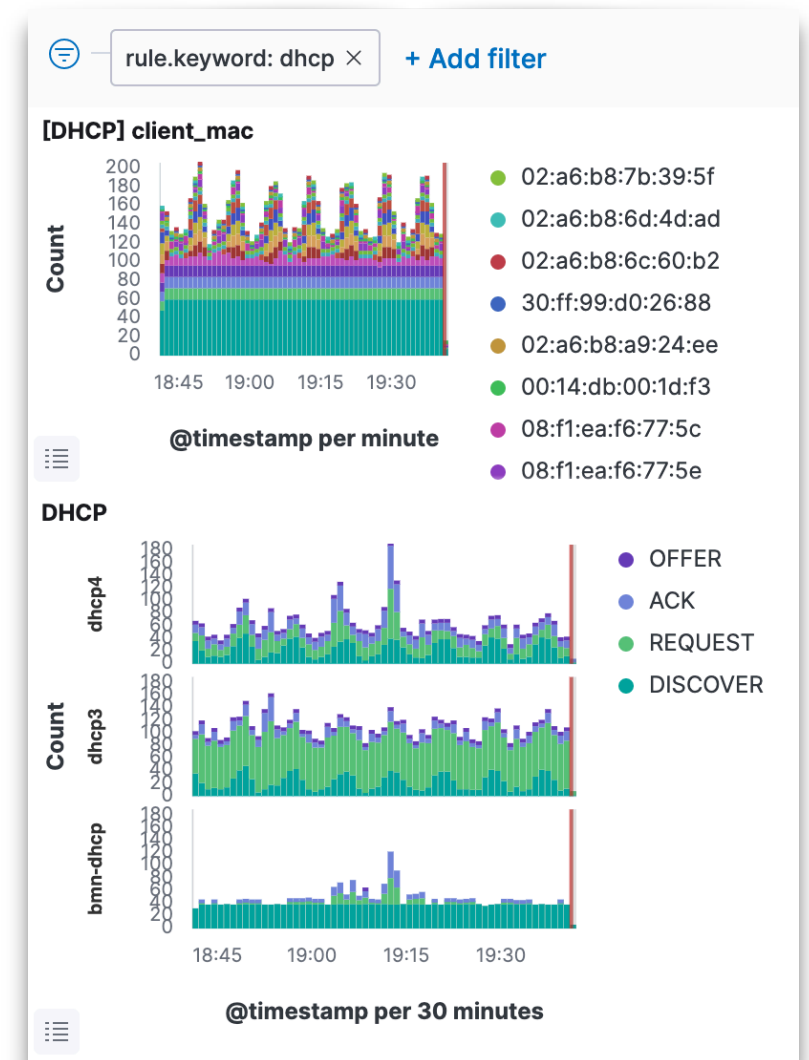 rule.keyword: dhcp ×
+ Add filter
[DHCP] client_mac
Count
200
180
160
140
120
100
80
60
40
20
0
18:45 19:00 19:15 19:30
@timestamp per minute
02:a6:b8:7b:39:5f
02:a6:b8:6d:4d:ad
02:a6:b8:6c:60:b2
30:ff:99:d0:26:88
02:a6:b8:a9:24:ee
00:14:db:00:1d:f3
08:f1:ea:f6:77:5c
08:f1:ea:f6:77:5e
DHCP
Count
dhcp4
180
160
140
120
100
80
60
40
20
0
dhcp3
180
160
140
120
100
80
60
40
20
0
bmn-dhcp
180
160
140
120
100
80
60
40
20
0
18:45 19:00 19:15 19:30
@timestamp per 30 minutes
OFFER
ACK
REQUEST
DISCOVER